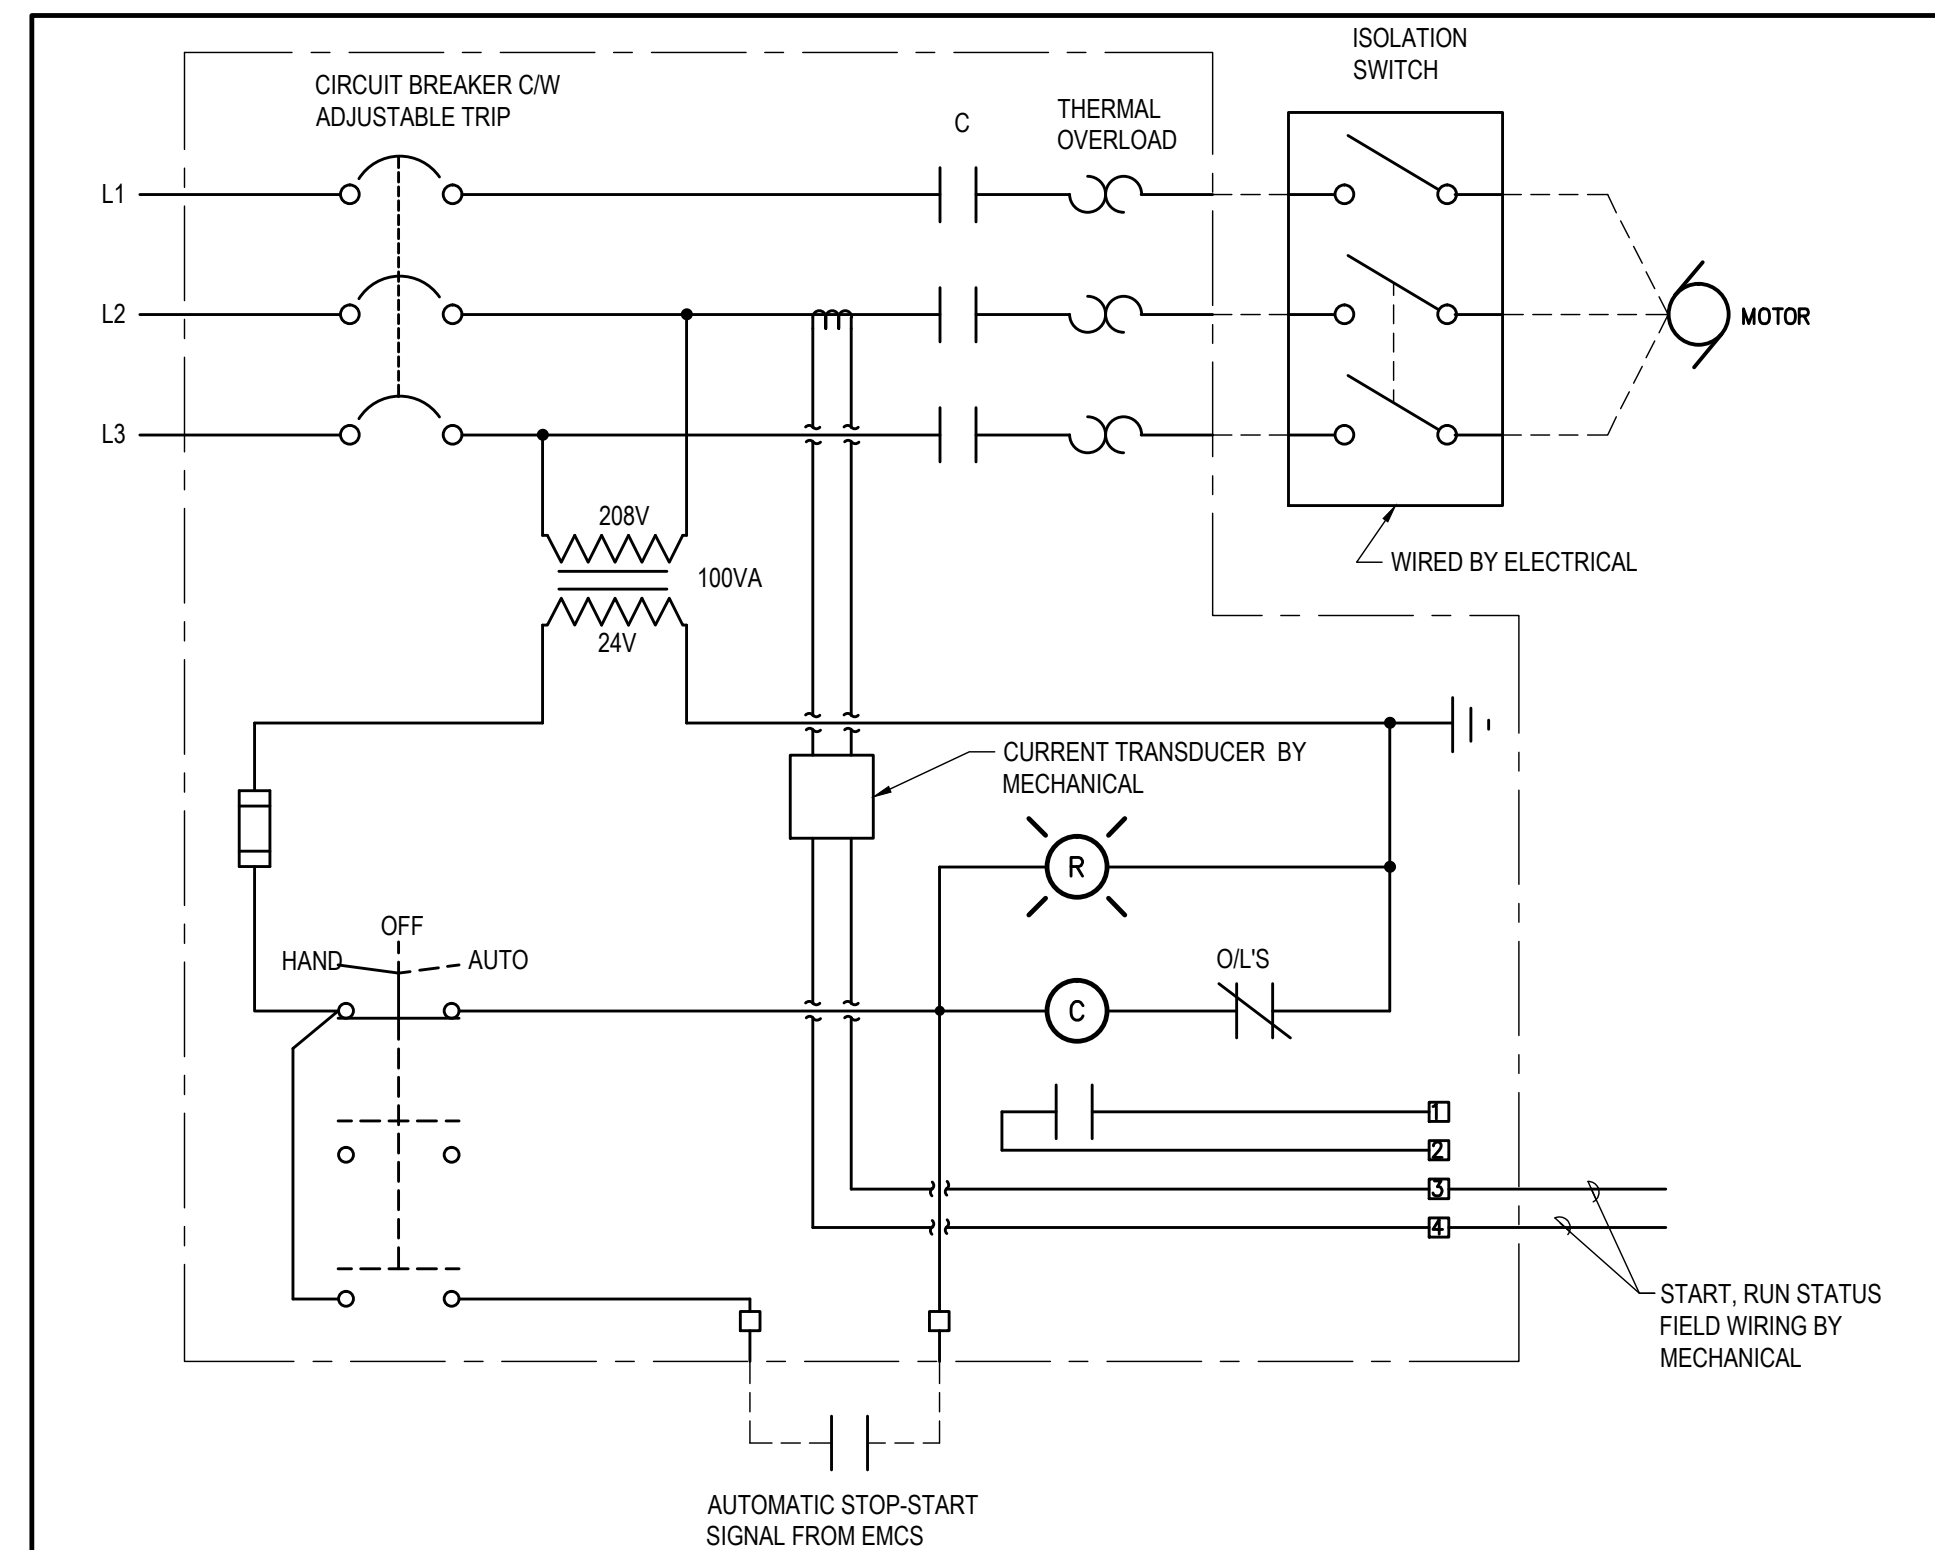 ISOLATION
SWITCH
CIRCUIT BREAKER C/W
ADJUSTABLE TRIP
C
THERMAL
OVERLOAD
L1
L2
L3
MOTOR
208V
100VA
24V
WIRED BY ELECTRICAL
CURRENT TRANSDUCER BY
MECHANICAL
R
OFF
HAND
AUTO
O/L'S
C
1
2
3
4
START, RUN STATUS
FIELD WIRING BY
MECHANICAL
AUTOMATIC STOP-START
SIGNAL FROM EMCS